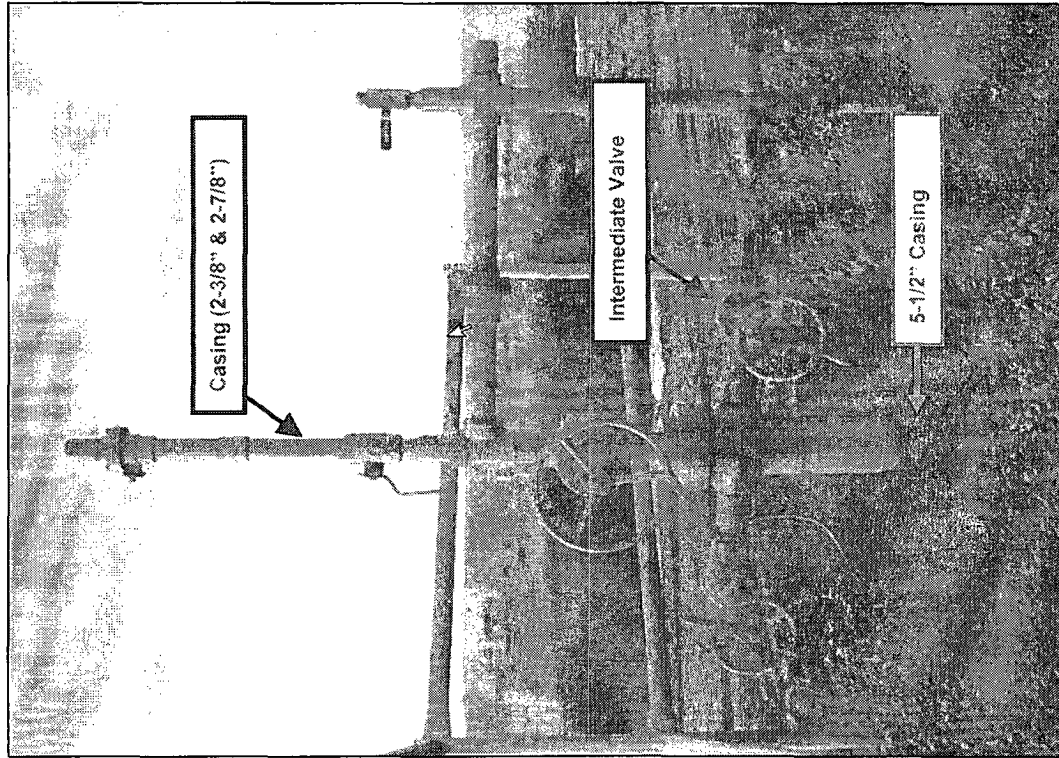 Casing (2-3/8" & 2-7/8")
Intermediate Valve
5-1/2" Casing